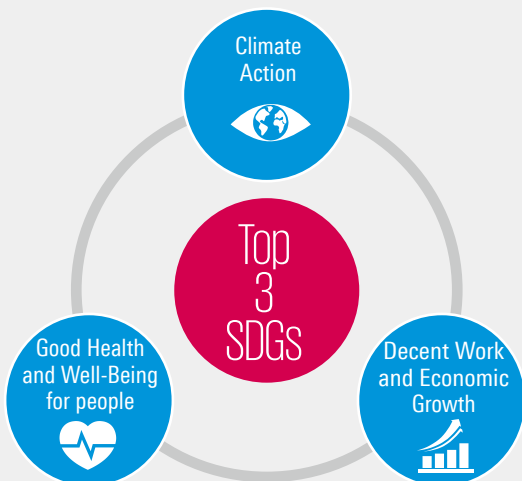 Climate
Action
Top
3
SDGs
Good Health
and Well-Being
for people
Decent Work
and Economic
Growth